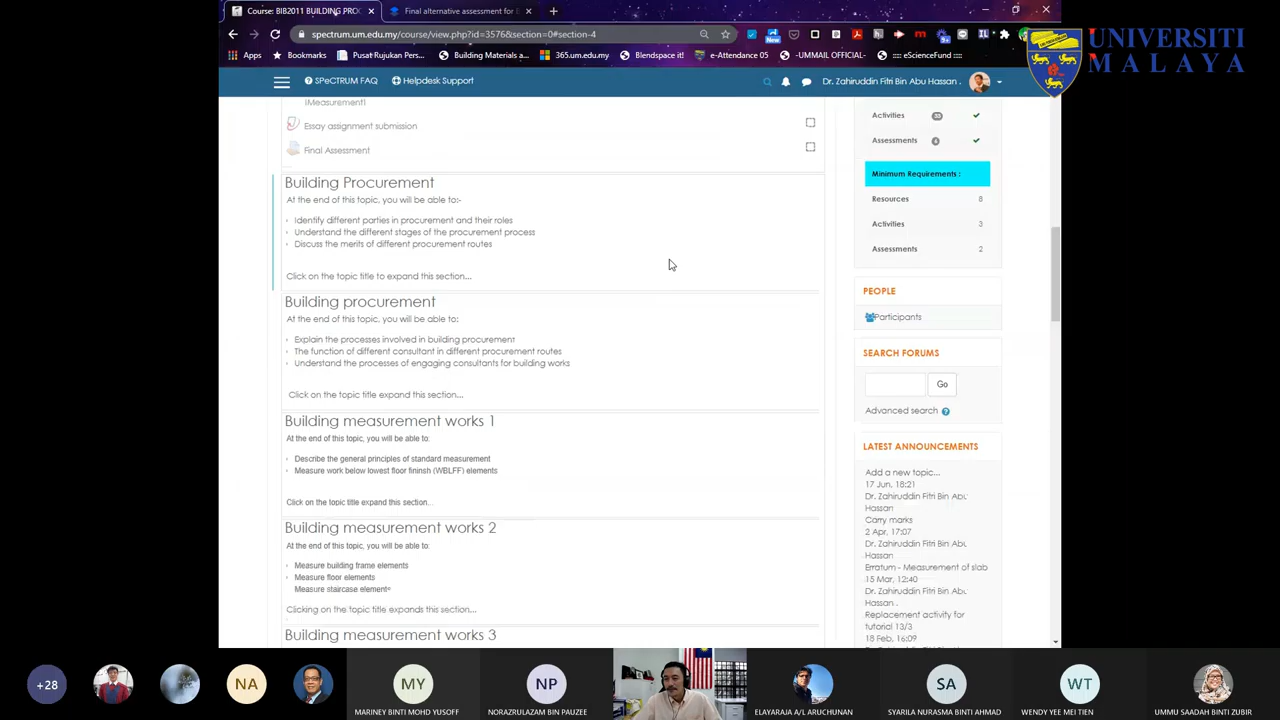 Course: BIB2011 BUILDING PRO
Final alternative assessment for
spectrum.um.edu.my/course/view.php?id=3576&section=0#section-4
New
Apps
Bookmark
Pusat Rujukan Persu
Building Materials a...
365.um.edu.my
Blendspace it!
e-Attendance 05
-UMMAIL OFFICIAL-
::: eScienceFund :::
UNIVERSITI
MALAYA
SPeCTRUM FAQ
Helpdesk Support
Dr. Zahiruddin Fitri Bin Abu Hassan .
(Measurement)
Essay assignment submission
Final Assessment
Building Procurement
At the end of this topic, you will be able to:-
Identify different parties in procurement and their roles
Understand the different stages of the procurement process
Discuss the merits of different procurement routes
Click on the topic title to expand this section...
Building procurement
At the end of this topic, you will be able to:
Explain the processes involved in building procurement
The function of different consultant in different procurement routes
Understand the processes of engaging consultants for building works
Click on the topic title expand this section...
Building measurement works 1
At the end of this topic, you will be able to:
Describe the general principles of standard measurement
Measure work below lowest floor fininsh (WBLFF) elements
Click on the topic title expand this section...
Building measurement works 2
At the end of this topic, you will be able to:
Measure building frame elements
Measure floor elements
Measure staircase element
Clicking on the topic title expands this section...
Building measurement works 3
Activities
Assessments 4
Minimum Requirements :
Resources 8
Activities 3
Assessments 2
PEOPLE
Participants
SEARCH FORUMS
Go
Advanced search
LATEST ANNOUNCEMENTS
Add a new topic...
17 Jun, 18:21
Dr. Zahiruddin Fitri Bin Abu
Hassan
Carry marks
2 Apr, 17:07
Dr. Zahiruddin Fitri Bin Abu
Hassan
Erratum - Measurement of slab
15 Mar, 12:40
Dr. Zahiruddin Fitri Bin Abu
Hassan .
Replacement activity for
tutorial 13/3
18 Feb, 16:09
+28
NA
MY
MARINEY BINTI MOHD YUSOFF
NP
NORAZRULAZAM BIN PAUZEE
ELAYARAJA A/L ARUCHUNAN
SA
SYARILA NURASMA BINTI AHMAD
WT
WENDY YEE MEI TIEN
UMMU SAADAH BINTI ZUBIR